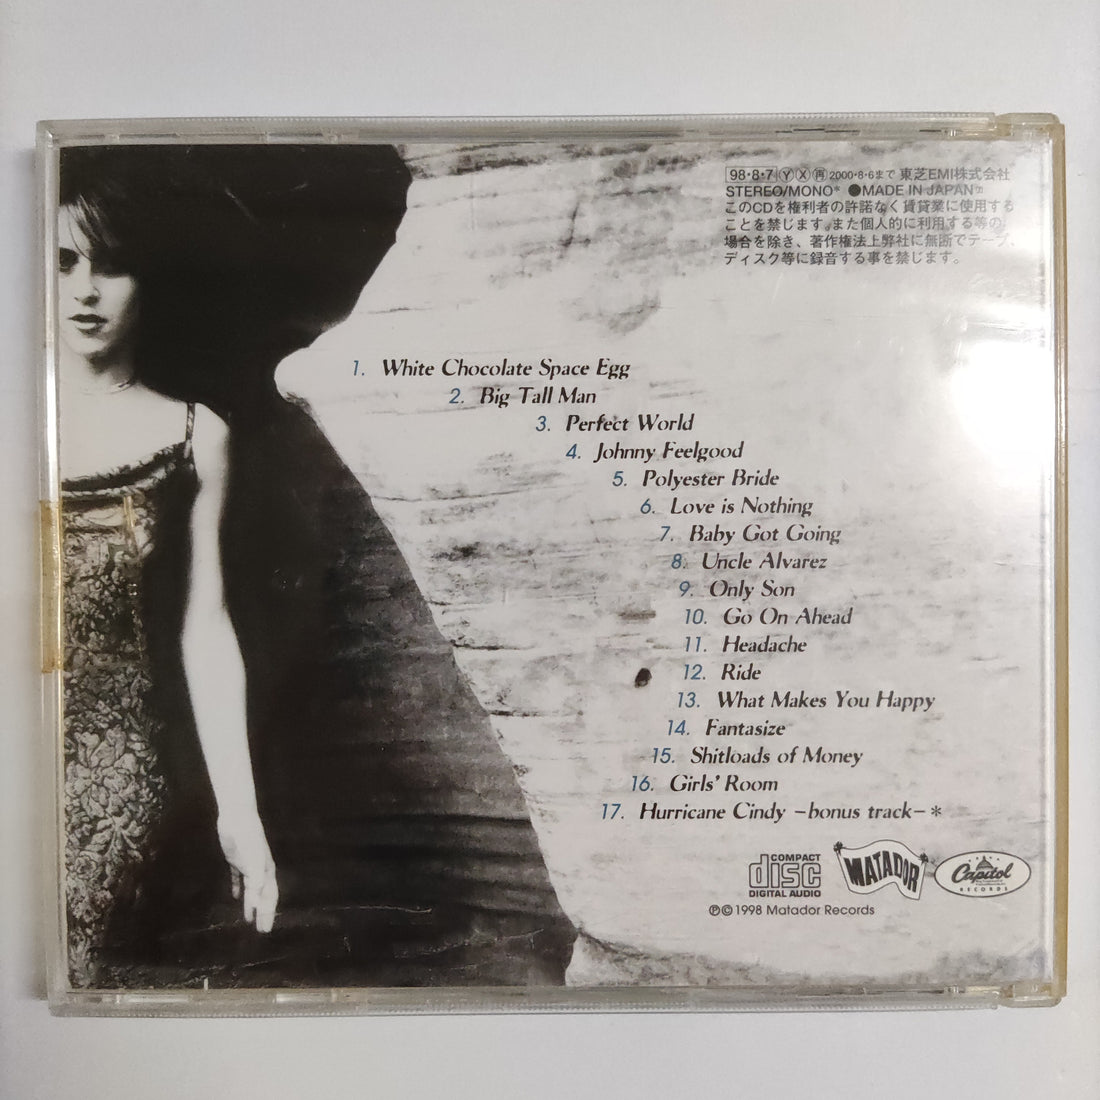 98·8·7 Ⓨ Ⓧ ㊞ 2000·8·6まで 東芝EMI株式会社
STEREO/MONO* ●MADE IN JAPAN
このCDを権利者の許諾なく賃貸業に使用する
ことを禁じます。また個人的に利用する等の
場合を除き、著作権法上弊社に無断でテープ、
ディスク等に録音する事を禁じます。
1. White Chocolate Space Egg
2. Big Tall Man
3. Perfect World
4. Johnny Feelgood
5. Polyester Bride
6. Love is Nothing
7. Baby Got Going
8. Uncle Alvarez
9. Only Son
10. Go On Ahead
11. Headache
12. Ride
13. What Makes You Happy
14. Fantasize
15. Shitloads of Money
16. Girls' Room
17. Hurricane Cindy –bonus track–*
COMPACT disc DIGITAL AUDIO
MATADOR
Capitol RECORDS
℗©1998 Matador Records